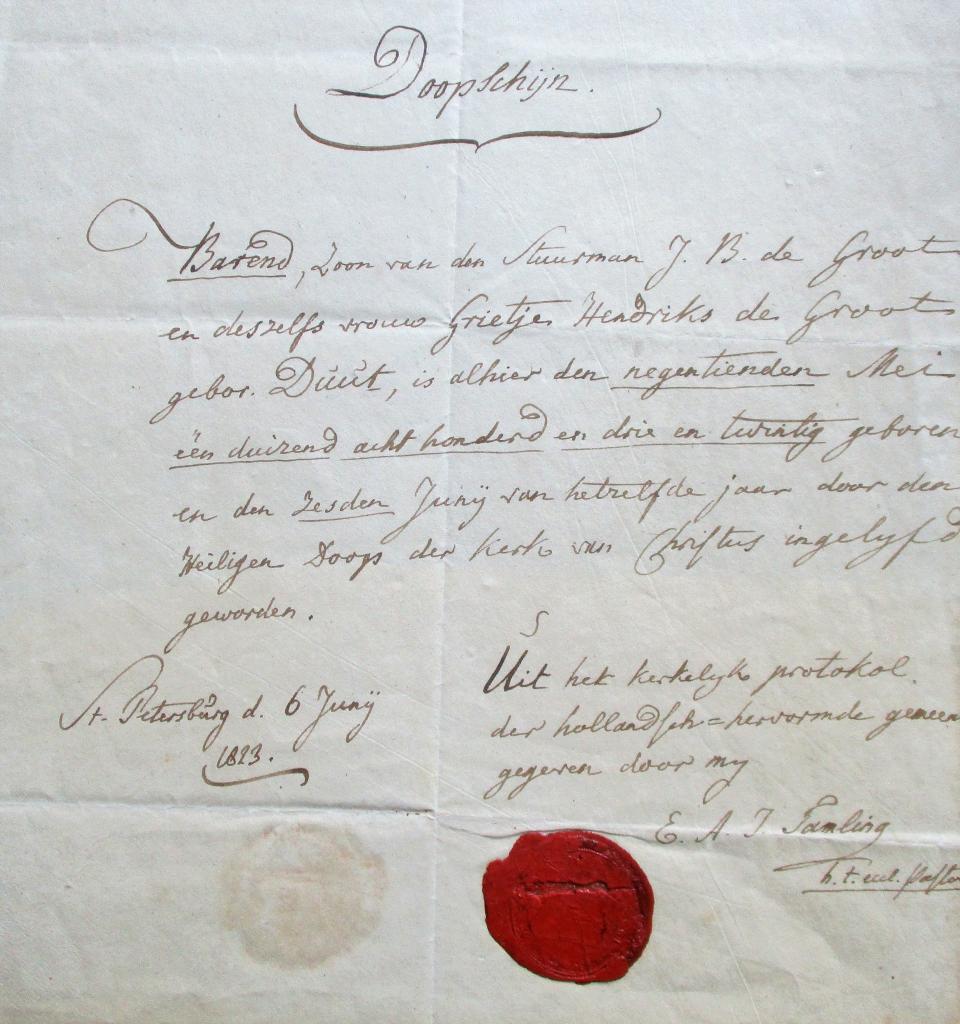 Doopschijn.
Barend, Zoon van den Stuurman J. B. de Groot
en deszelfs vrouw Grietje Hendriks de Groot
gebor. Duut, is alhier den negentienden Mei
één duizend acht honderd en drie en twintig geboren
en den zesden Junij van hetzelfde jaar door den
Heiligen Doop der Kerk van Christus ingelyfd
geworden.
St. Petersburg d. 6 Junij
1823.
Uit het kerkelyk protokol
der hollandsch=hervormde gemeen
gegeven door my
E. A. J. Tamling
h. t. eccl. Pastor